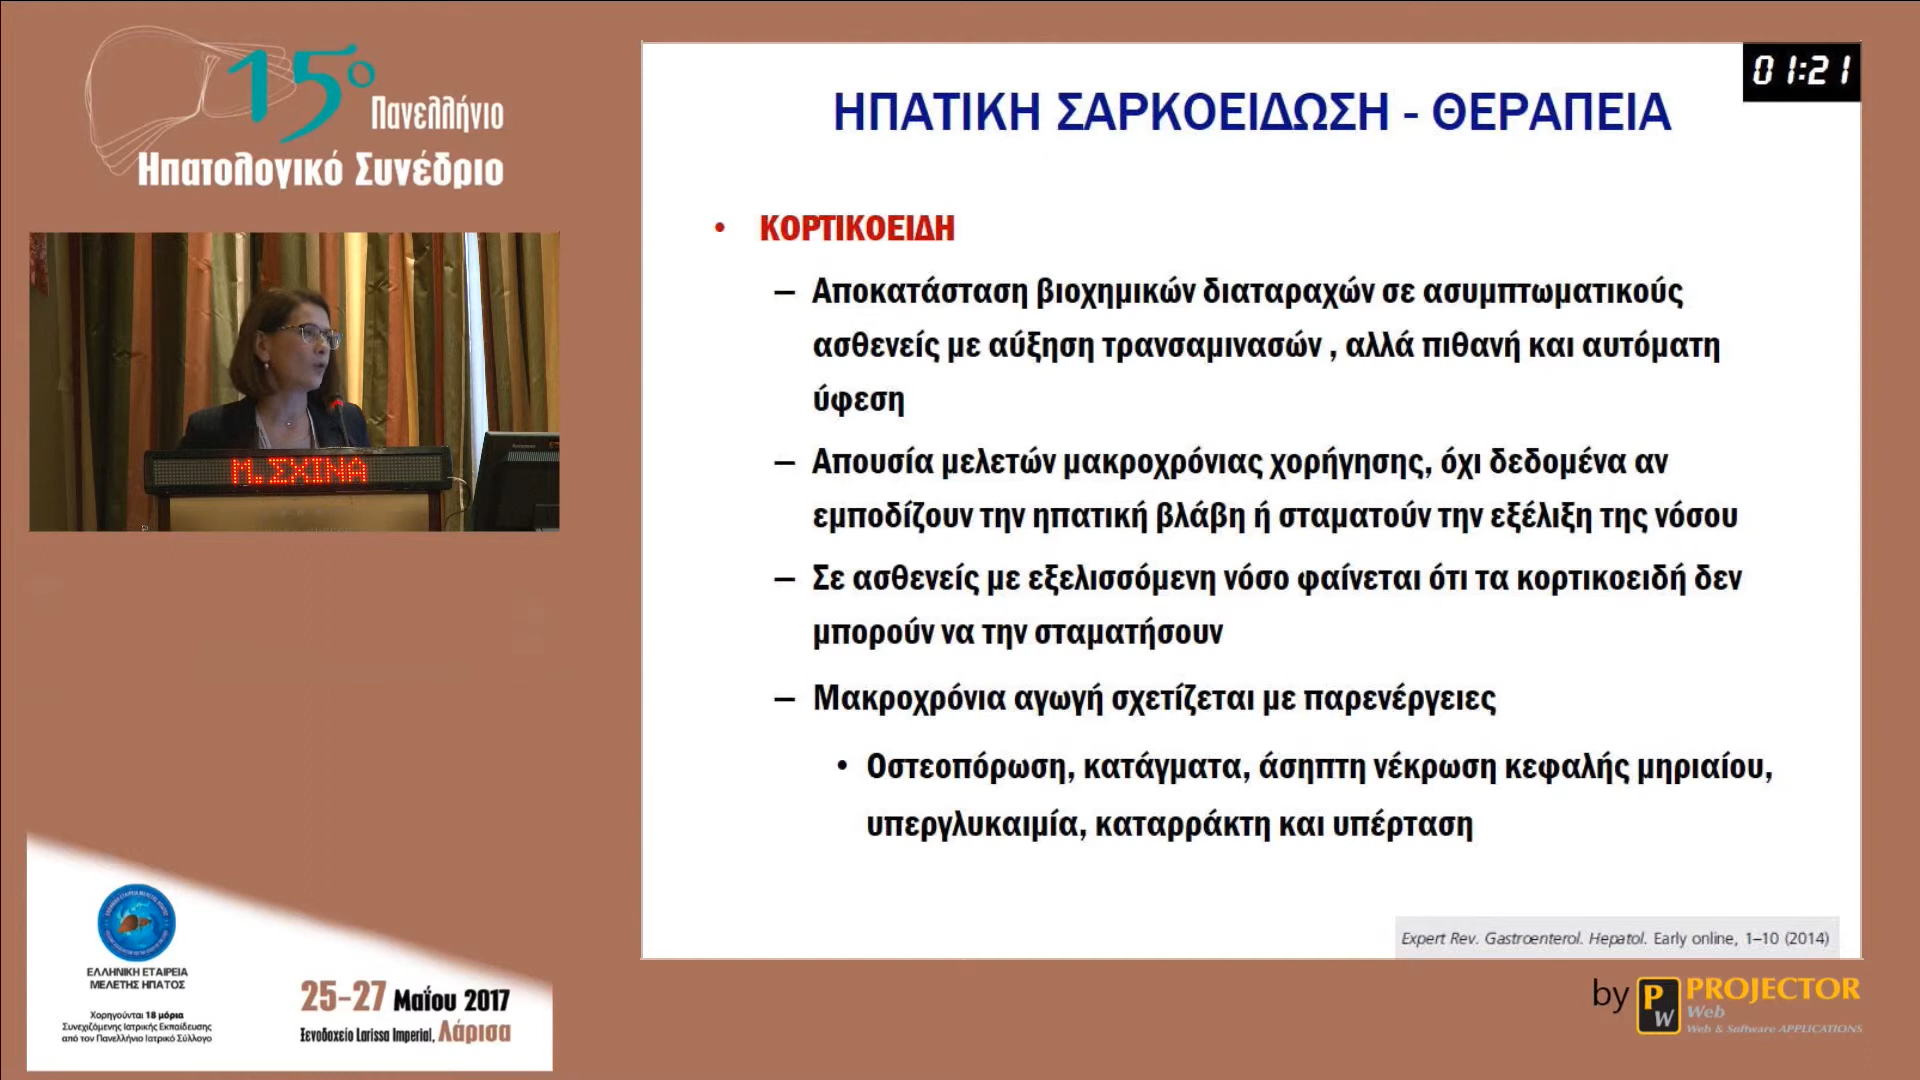 15ο
Πανελλήνιο
Ηπατολογικό Συνέδριο
Μ.ΣΧΙΝΑ
01:21
ΗΠΑΤΙΚΗ ΣΑΡΚΟΕΙΔΩΣΗ - ΘΕΡΑΠΕΙΑ
• ΚΟΡΤΙΚΟΕΙΔΗ
– Αποκατάσταση βιοχημικών διαταραχών σε ασυμπτωματικούς
ασθενείς με αύξηση τρανσαμινασών , αλλά πιθανή και αυτόματη
ύφεση
– Απουσία μελετών μακροχρόνιας χορήγησης, όχι δεδομένα αν
εμποδίζουν την ηπατική βλάβη ή σταματούν την εξέλιξη της νόσου
– Σε ασθενείς με εξελισσόμενη νόσο φαίνεται ότι τα κορτικοειδή δεν
μπορούν να την σταματήσουν
– Μακροχρόνια αγωγή σχετίζεται με παρενέργειες
• Οστεοπόρωση, κατάγματα, άσηπτη νέκρωση κεφαλής μηριαίου,
υπεργλυκαιμία, καταρράκτη και υπέρταση
Expert Rev. Gastroenterol. Hepatol. Early online, 1–10 (2014)
ΕΛΛΗΝΙΚΗ ΕΤΑΙΡΕΙΑ
ΜΕΛΕΤΗΣ ΗΠΑΤΟΣ
Χορηγούνται 18 μόρια
Συνεχιζόμενης Ιατρικής Εκπαίδευσης
από τον Πανελλήνιο Ιατρικό Σύλλογο
25-27 Μαΐου 2017
Ξενοδοχείο Larissa Imperial, Λάρισα
by PW PROJECTOR
Web
Web & Software APPLICATIONS